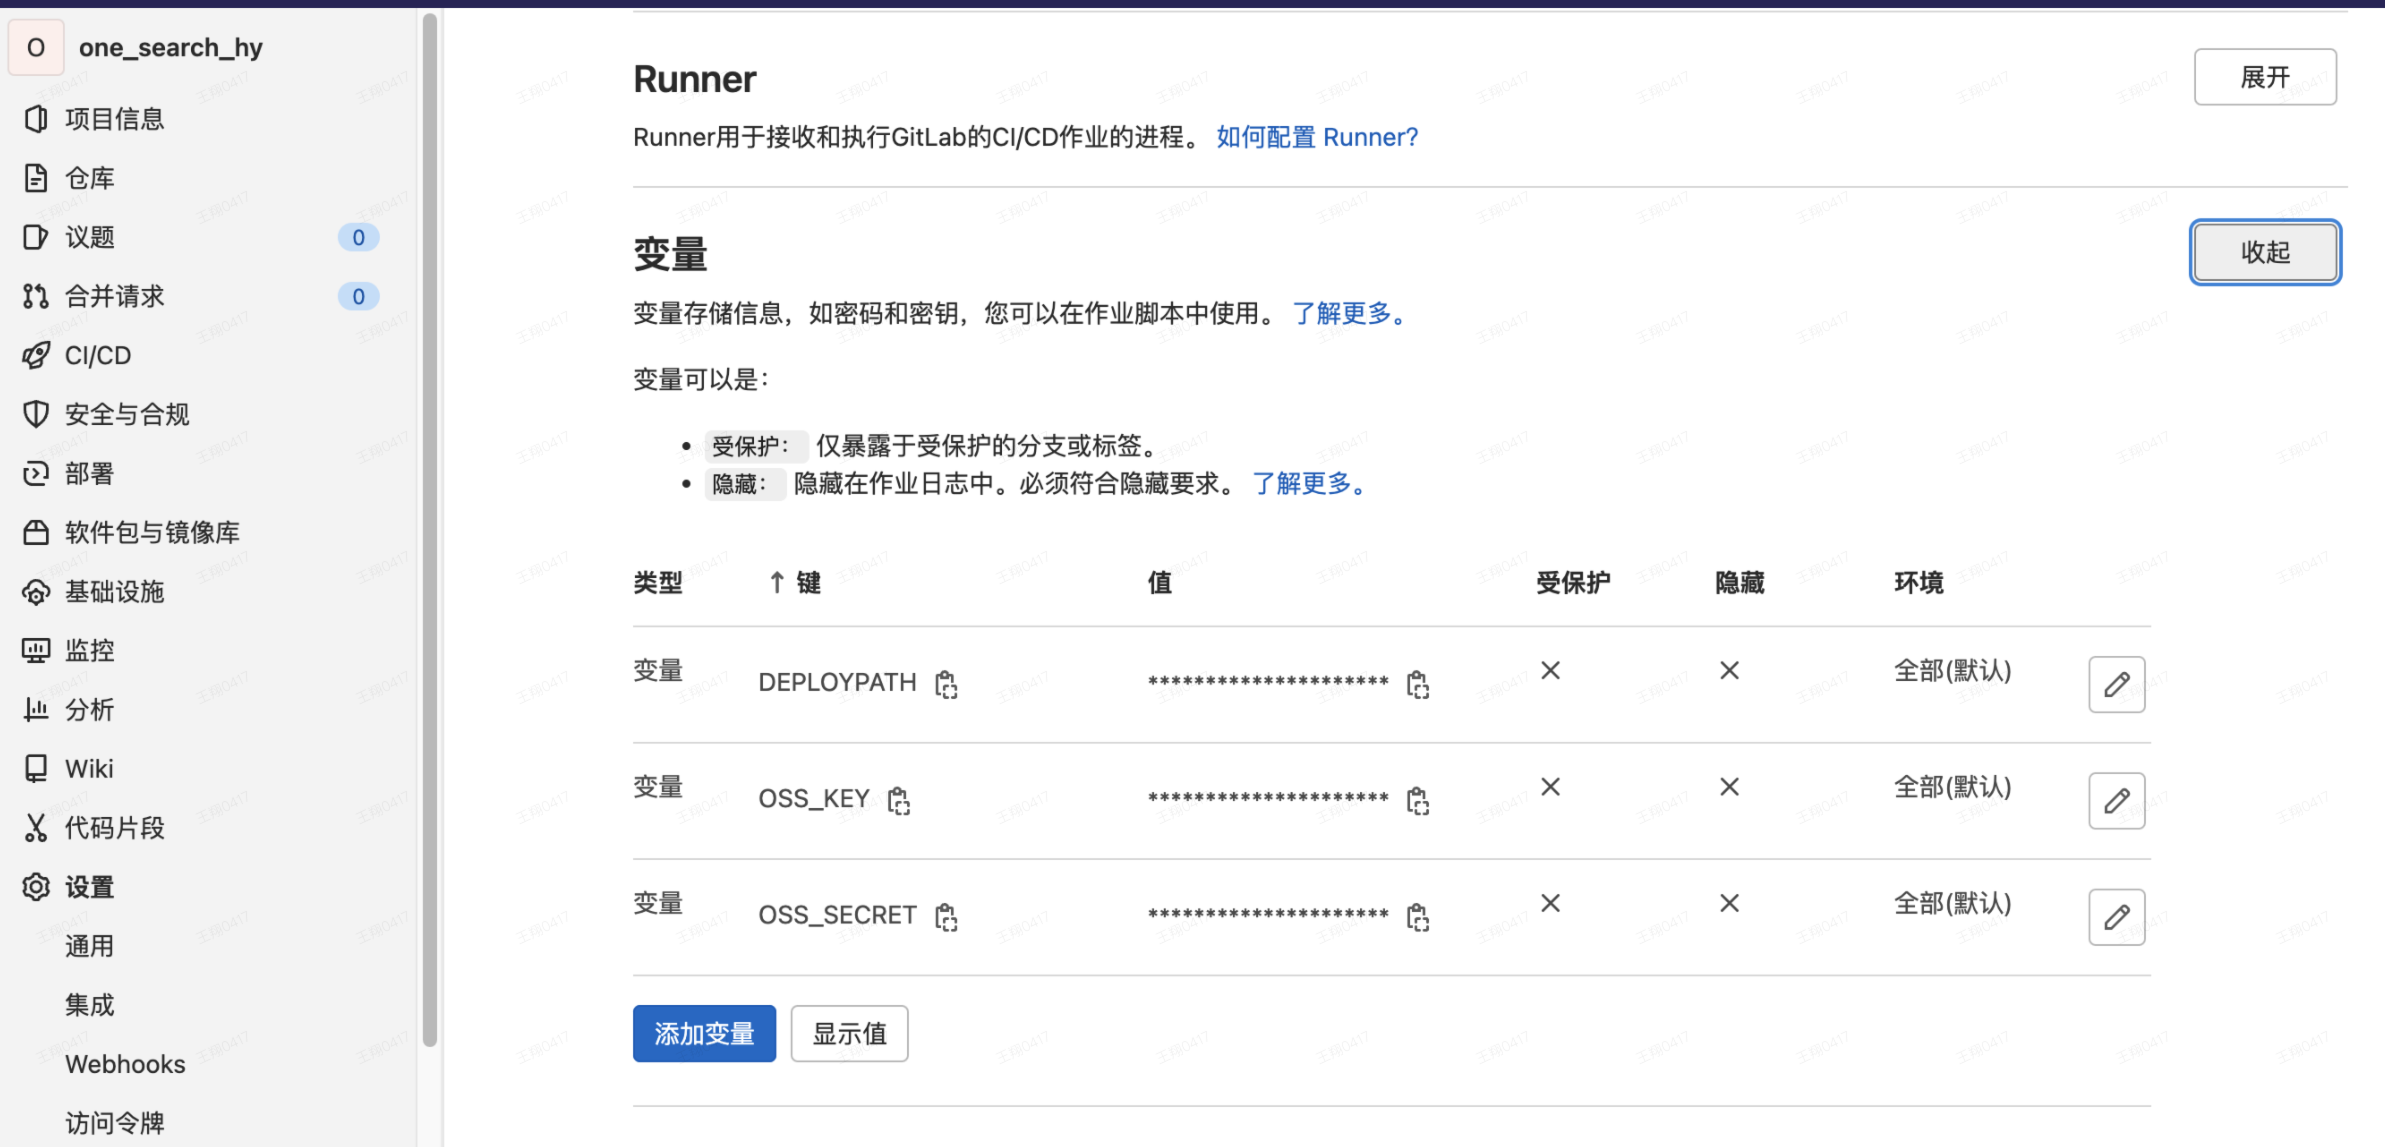 O one_search_hy
项目信息
仓库
议题 0
合并请求 0
CI/CD
安全与合规
部署
软件包与镜像库
基础设施
监控
分析
Wiki
代码片段
设置
通用
集成
Webhooks
访问令牌
Runner
展开
Runner用于接收和执行GitLab的CI/CD作业的进程。 如何配置 Runner?
变量
收起
变量存储信息，如密码和密钥，您可以在作业脚本中使用。 了解更多。
变量可以是：
• 受保护： 仅暴露于受保护的分支或标签。
• 隐藏： 隐藏在作业日志中。必须符合隐藏要求。 了解更多。
类型 ↑ 键 值 受保护 隐藏 环境
变量 DEPLOYPATH ********************* × × 全部(默认)
变量 OSS_KEY ********************* × × 全部(默认)
变量 OSS_SECRET ********************* × × 全部(默认)
添加变量 显示值
王翔0417